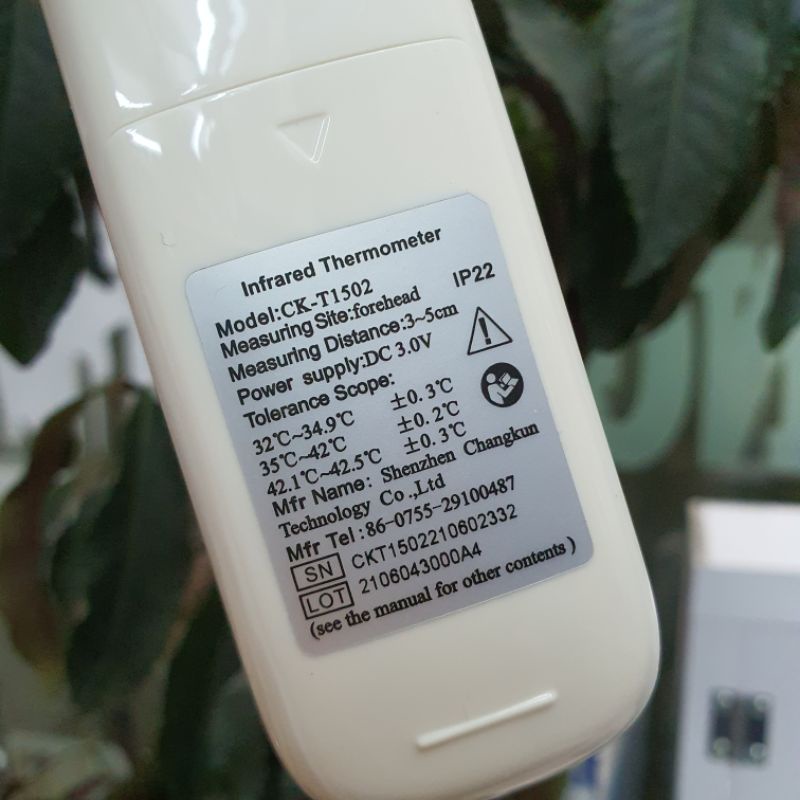 Infrared Thermometer
Model:CK-T1502
IP22
Measuring Site:forehead
Measuring Distance:3~5cm
Power supply:DC 3.0V
Tolerance Scope:
32℃~34.9℃ ±0.3℃
35℃~42℃ ±0.2℃
42.1℃~42.5℃ ±0.3℃
Mfr Name: Shenzhen Changkun
Technology Co .,Ltd
Mfr Tel :86-0755-29100487
SN CKT1502210602332
LOT 2106043000A4
(see the manual for other contents )